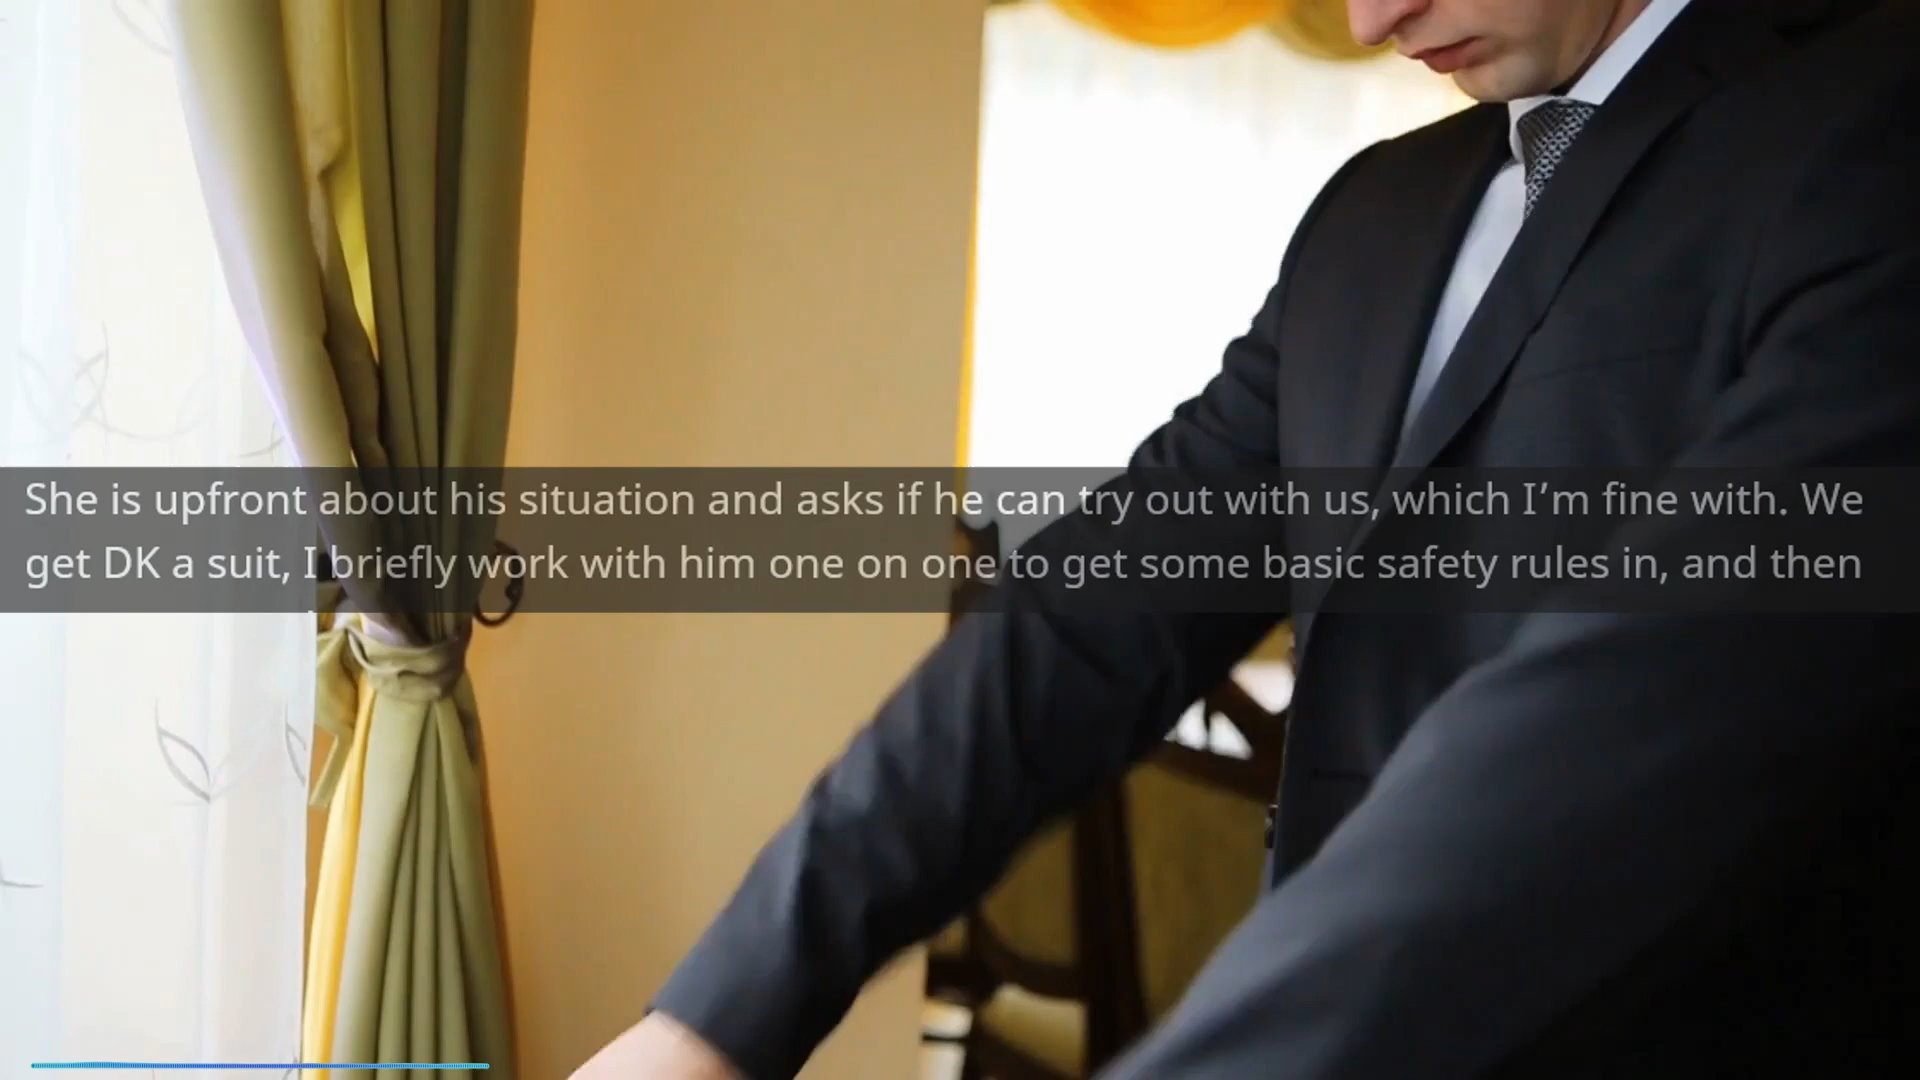 She is upfront about his situation and asks if he can try out with us, which I’m fine with. We
get DK a suit, I briefly work with him one on one to get some basic safety rules in, and then